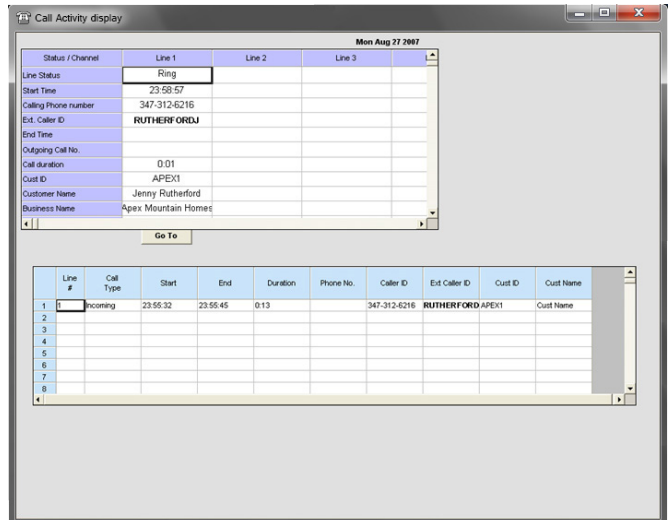 Call Activity display
Mon Aug 27 2007
Status / Channel Line 1 Line 2 Line 3
Line Status Ring
Start Time 23:58:57
Calling Phone number 347-312-6216
Ext. Caller ID RUTHERFORDJ
End Time
Outgoing Call No.
Call duration 0:01
Cust ID APEX1
Customer Name Jenny Rutherford
Business Name Apex Mountain Homes
Go To
Line # Call Type Start End Duration Phone No. Caller ID Ext Caller ID Cust ID Cust Name
1 1 Incoming 23:55:32 23:55:45 0:13 347-312-6216 RUTHERFORD APEX1 Cust Name
2
3
4
5
6
7
8